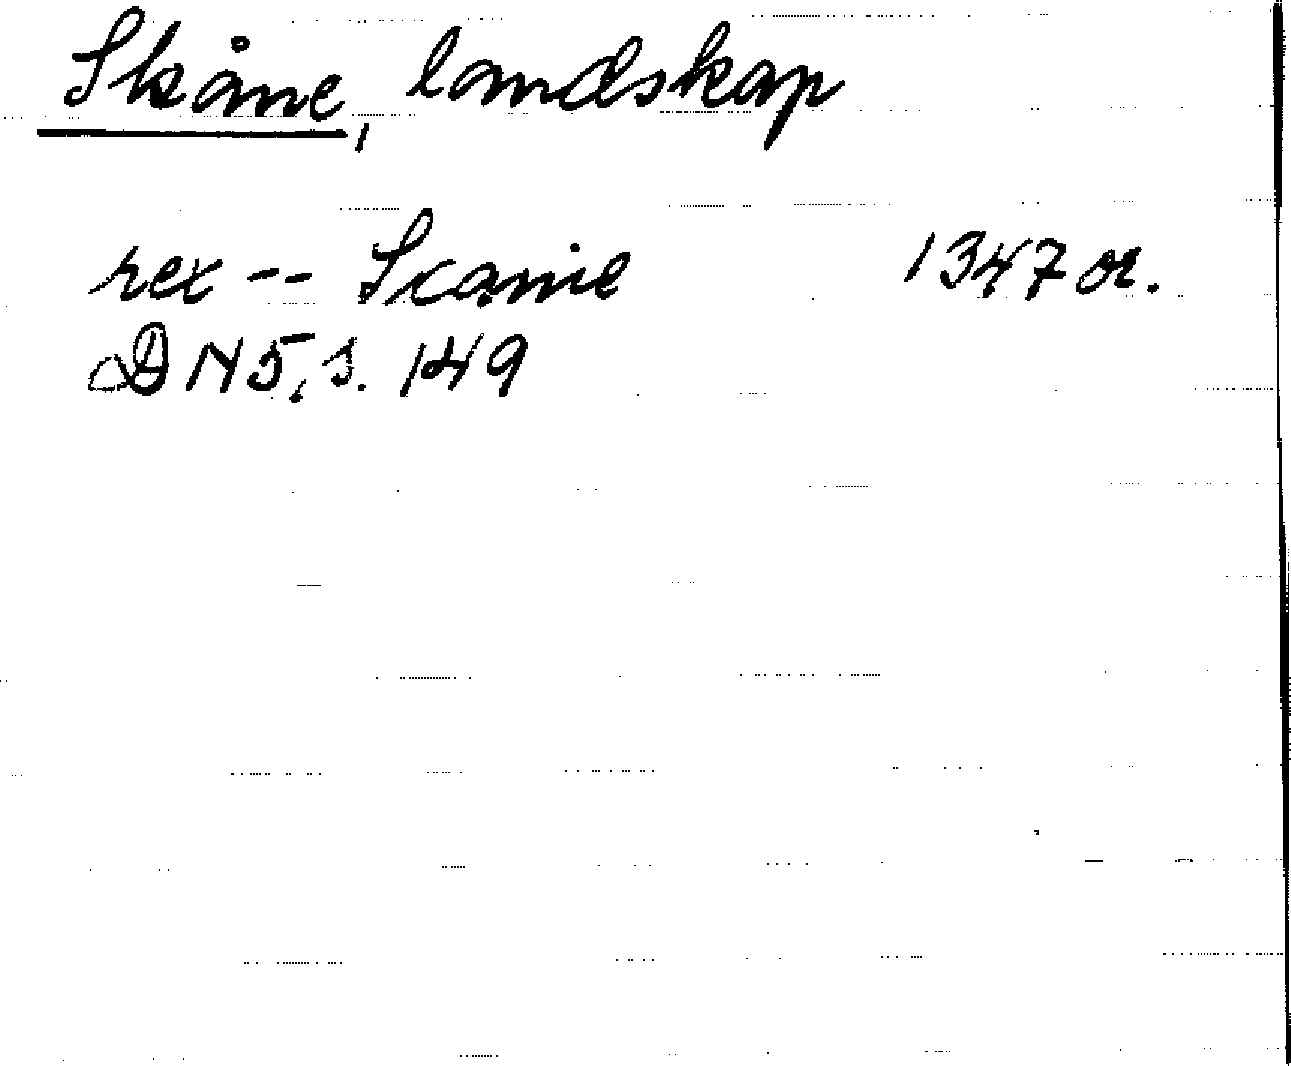 Skåne, landskap
rex -- Scanie 1347 or.
DN 5, s. 149